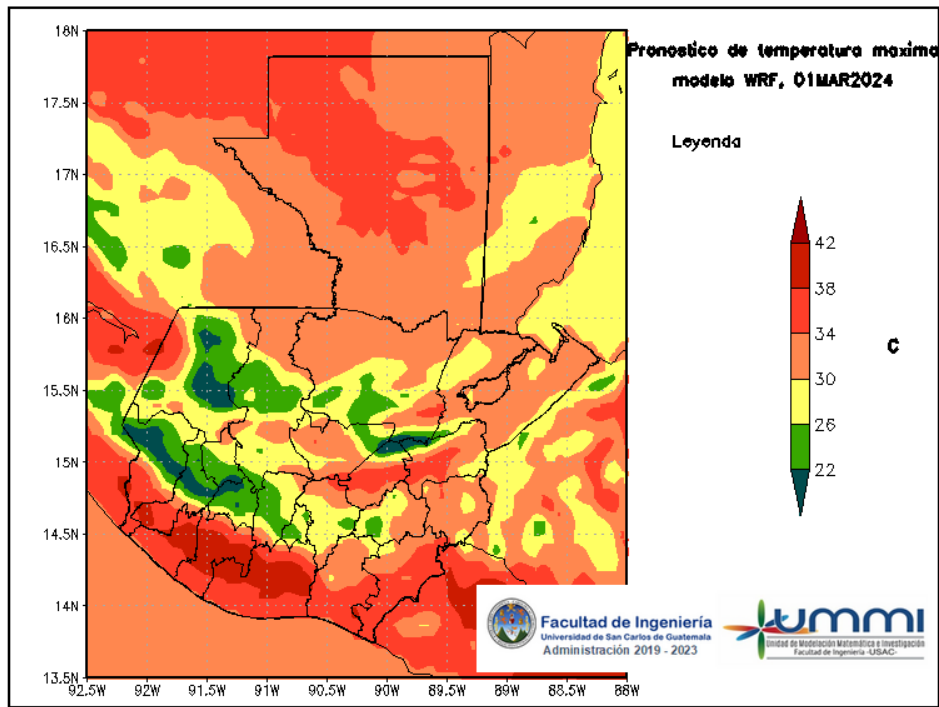 Pronostico de temperatura maxima
modelo WRF, 01MAR2024
Leyenda
42
38
34
30
26
22
C
18N
17.5N
17N
16.5N
16N
15.5N
15N
14.5N
14N
13.5N
92.5W
92W
91.5W
91W
90.5W
90W
89.5W
89W
88.5W
88W
Facultad de Ingeniería
Universidad de San Carlos de Guatemala
Administración 2019 - 2023
UMMI
Unidad de Modelación Matemática e Investigación
Facultad de Ingeniería -USAC-